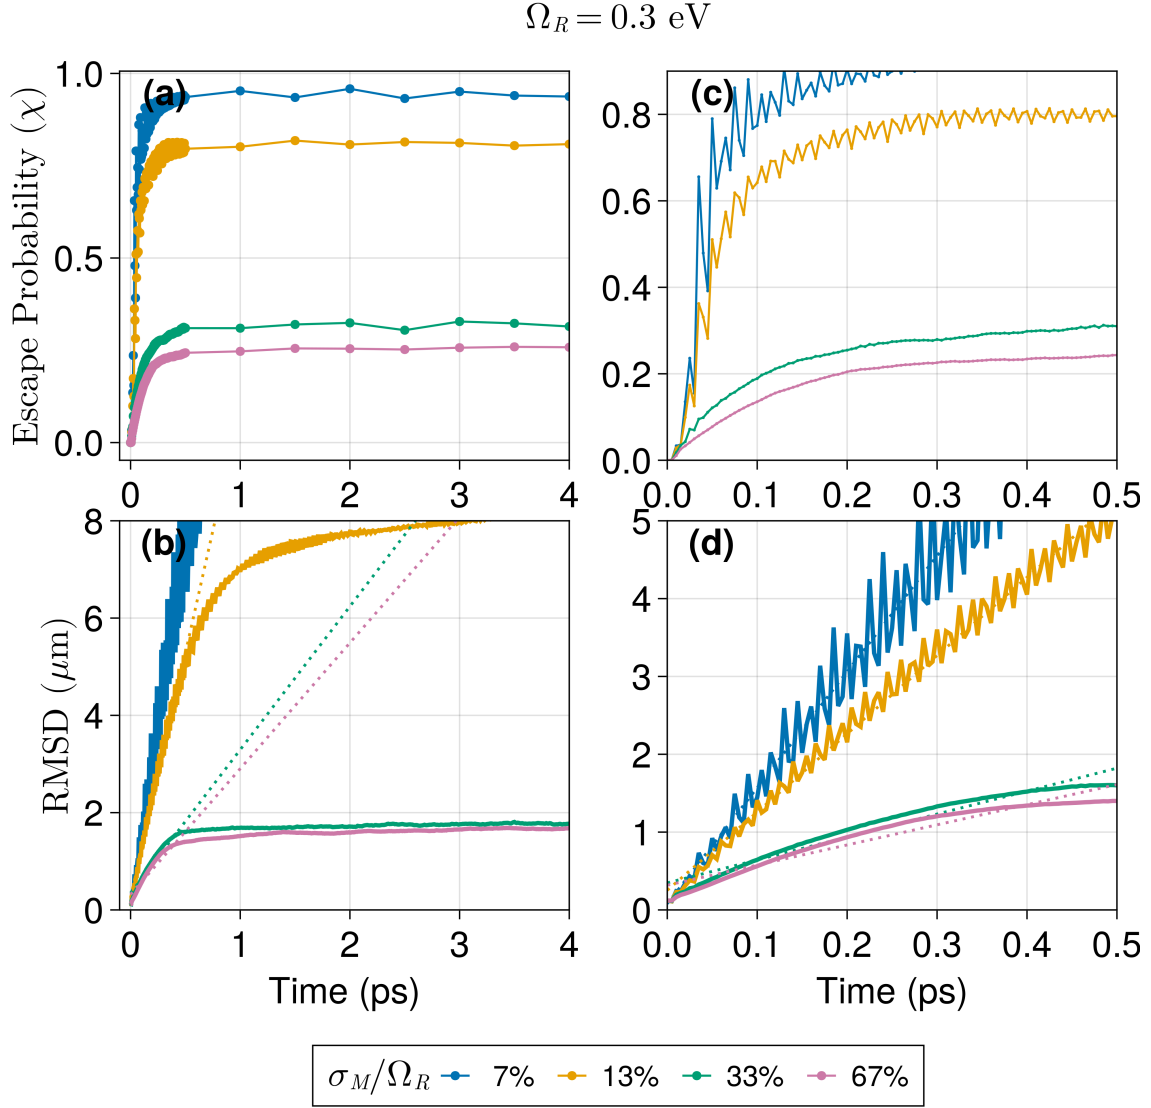 Ω_R = 0.3 eV
(a)
Escape Probability (χ)
1.0
0.5
0.0
0 1 2 3 4
(c)
0.8
0.6
0.4
0.2
0.0
0.0 0.1 0.2 0.3 0.4 0.5
(b)
RMSD (μm)
8
6
4
2
0
0 1 2 3 4
Time (ps)
(d)
5
4
3
2
1
0
0.0 0.1 0.2 0.3 0.4 0.5
Time (ps)
σ_M/Ω_R 7% 13% 33% 67%